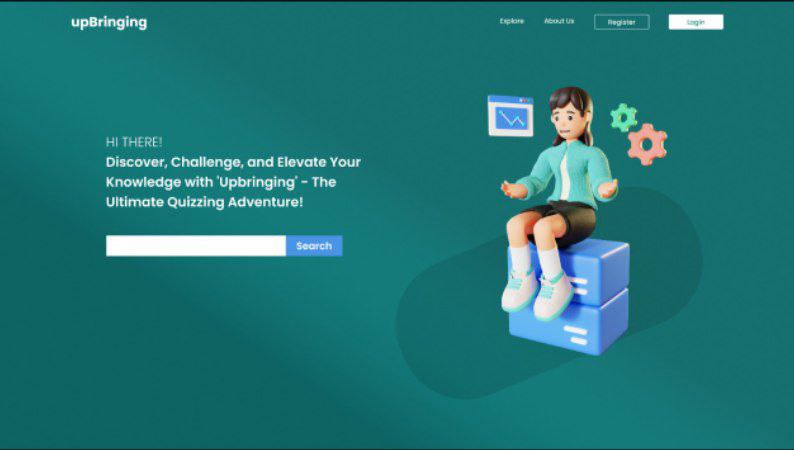 upBringing
Explore
About Us
Register
Login
HI THERE!
Discover, Challenge, and Elevate Your
Knowledge with 'Upbringing' - The
Ultimate Quizzing Adventure!
Search